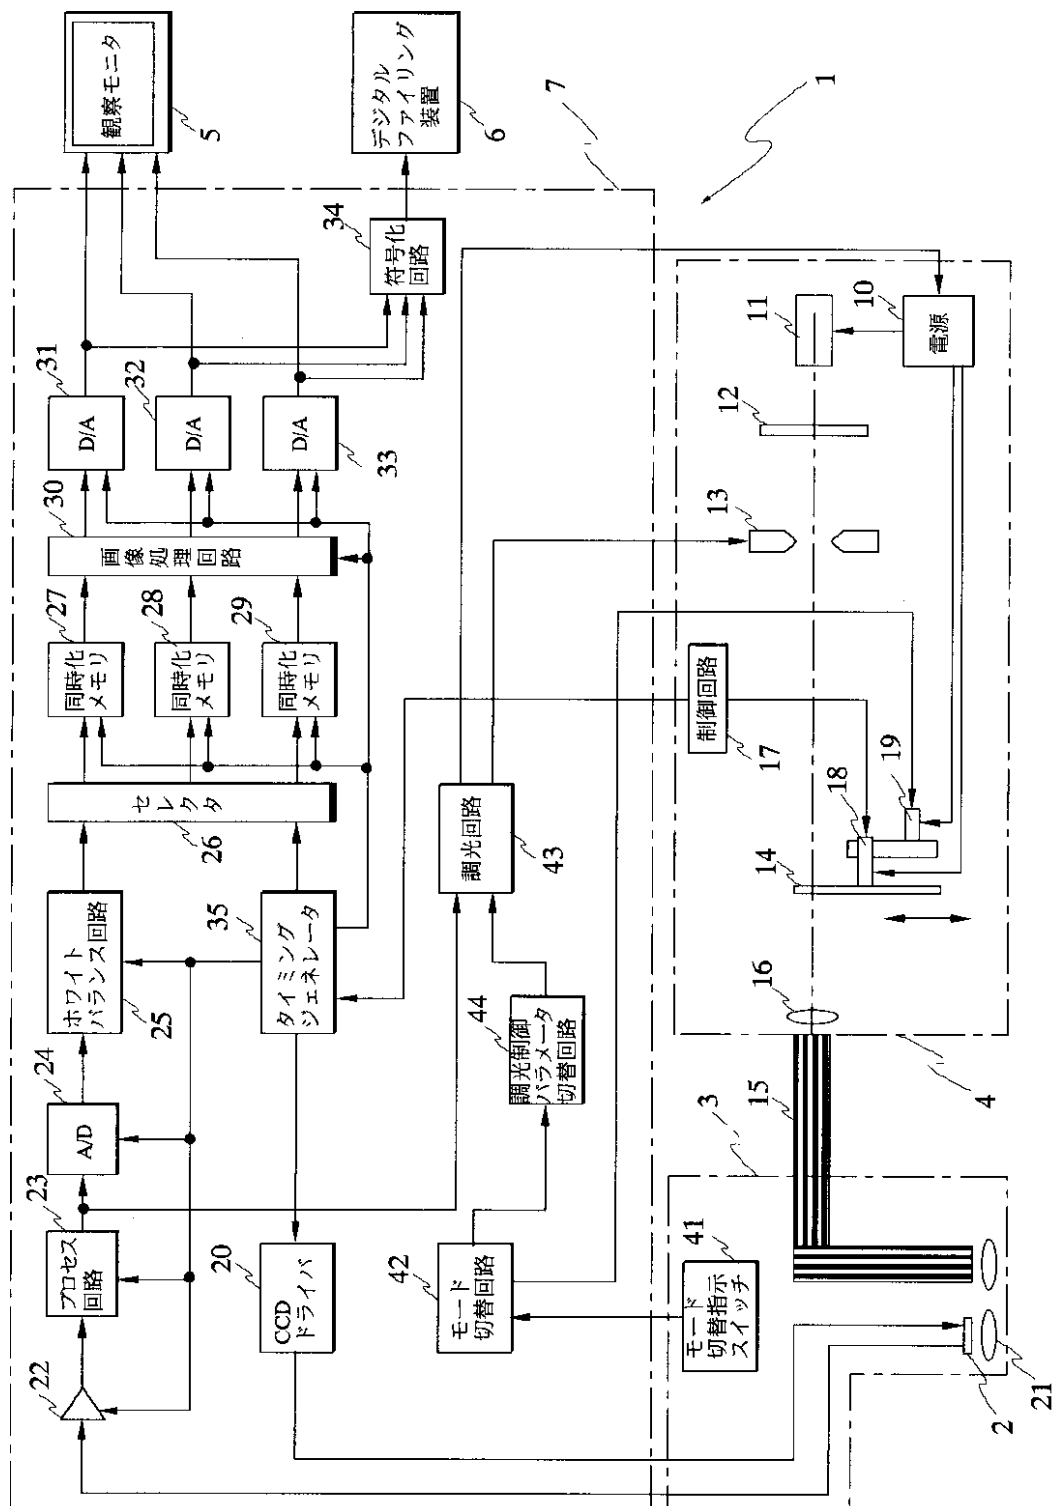 観察モニタ
5
デジタル
ファイリング
装置
6
7
1
34
符号化
回路
31
D/A
32
D/A
D/A
33
30
画像処理回路
27
同時化
メモリ
28
同時化
メモリ
29
同時化
メモリ
セレクタ
26
ホワイト
バランス回路
25
35
タイミング
ジェネレータ
24
A/D
23
プロセス
回路
22
20
CCD
ドライバ
42
モード
切替回路
44
調光制御
パラメータ
切替回路
調光回路
43
41
モード
切替指示
スイッチ
3
2
21
15
16
4
14
18
19
制御回路
17
13
12
11
10
電源